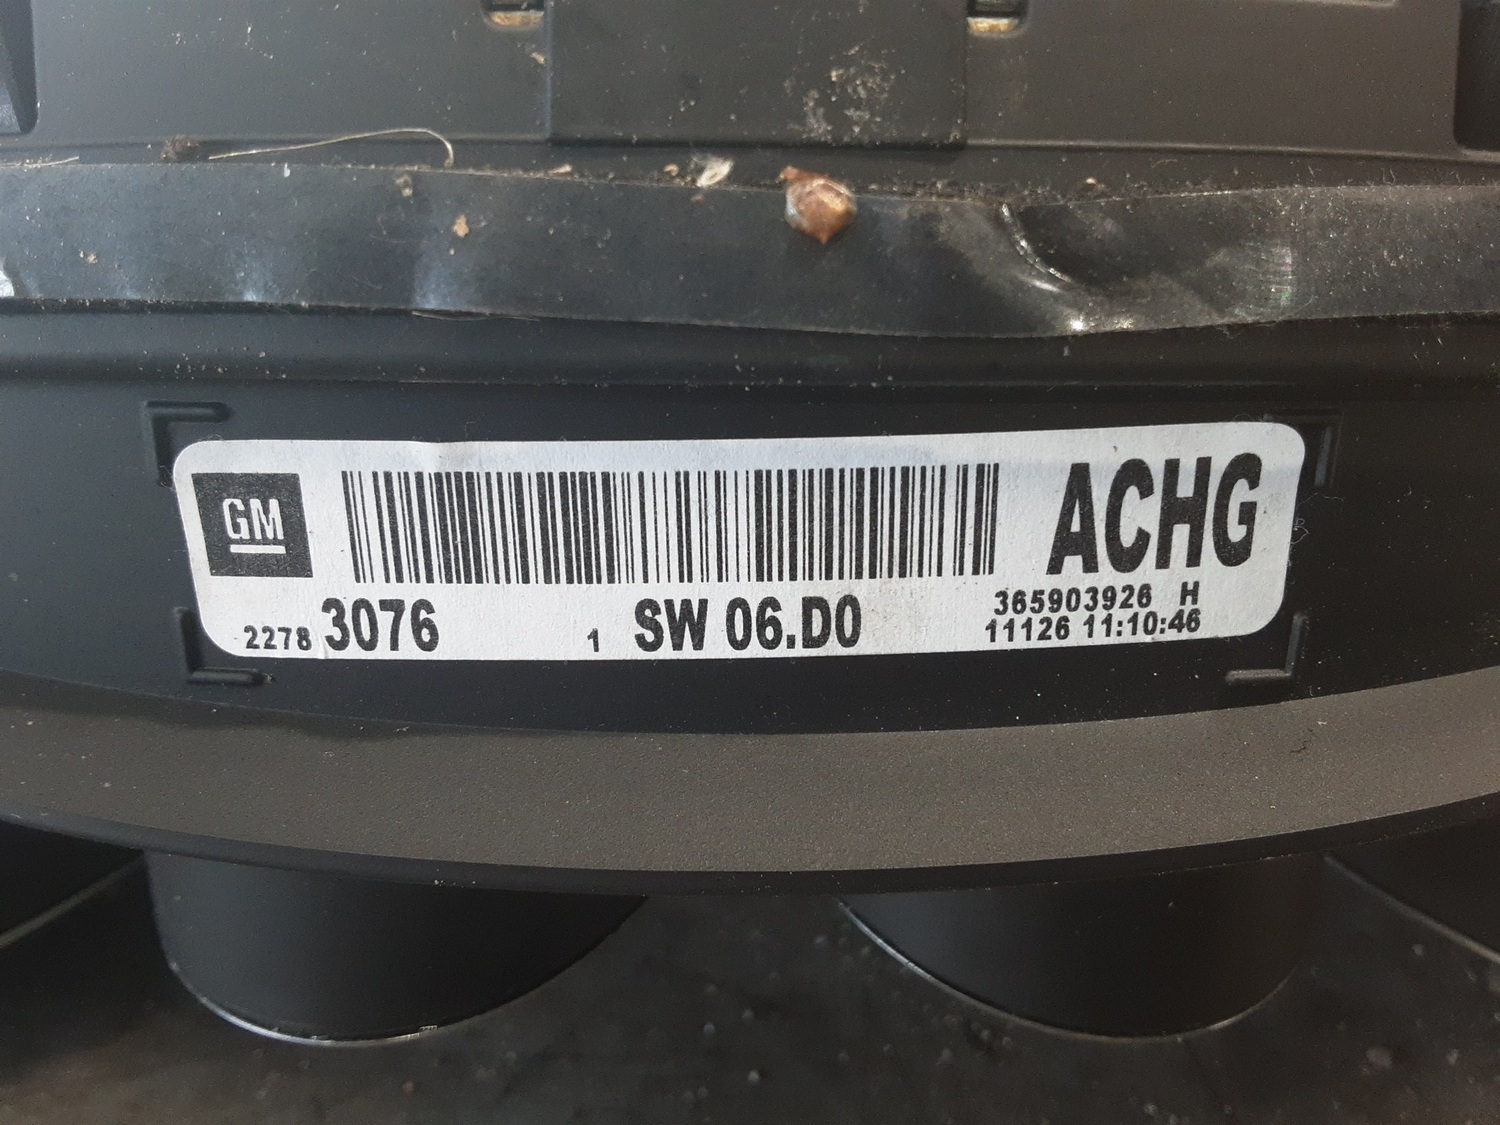 GM
ACHG
2278 3076 1 SW 06.D0
365903926 H
11126 11:10:46